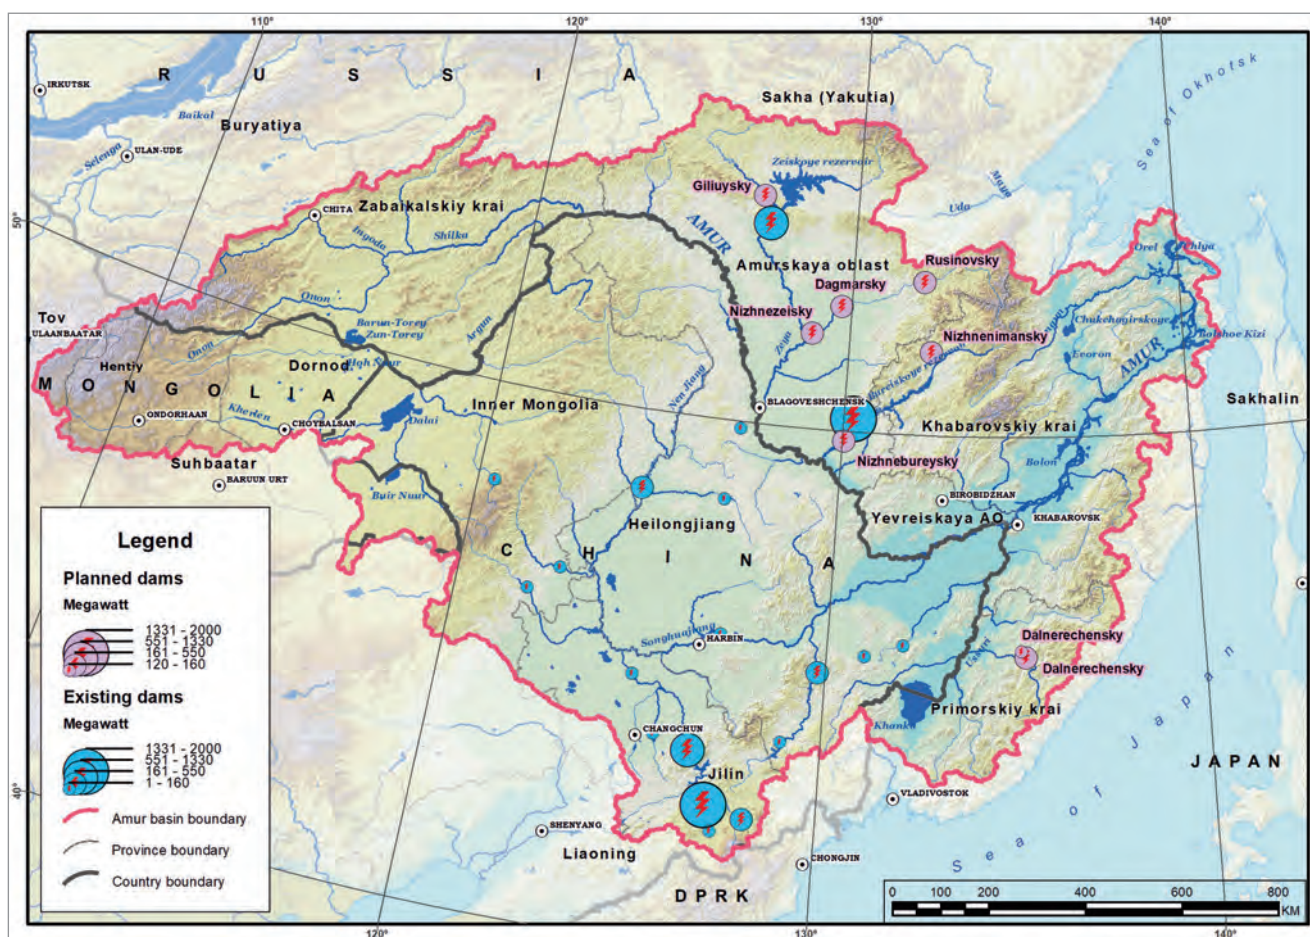 110°
120°
130°
140°
R U S S I A
Sea of Okhotsk
IRKUTSK
Baikal
Buryatiya
Sakha (Yakutia)
ULAN-UDE
Selenga
Zeiskoye rezervoir
Giliuysky
Maya
Uda
CHITA
Zabaikalskiy krai
50°
50°
Ingoda
Shilka
AMUR
Orel
Amurskaya oblast
Rusinovsky
Dagmarsky
Onon
Nizhnezeisky
Tov
ULAANBAATAR
Barun-Torey
Zun-Torey
Argun
Chukchagirskoye
Bolshoe Kizi
Nizhnenimansky
Onon
Zeya
Hentiy
Dornod
Hoh Nuur
Evoron
AMUR
M O N G O L I A
Bureiskoye rezervoir
Nen Jiang
Inner Mongolia
BLAGOVESHCHENSK
Sakhalin
ONDORHAAN
Kherlen
Dalai
CHOYBALSAN
Khabarovskiy krai
Suhbaatar
Nizhnebureysky
Bolon
BARUUN URT
Buir Nuur
BIROBIDZHAN
Heilongjiang
Yevreiskaya AO
KHABAROVSK
C H I N A
Legend
Planned dams
Megawatt
1331 - 2000
551 - 1330
161 - 550
120 - 160
Existing dams
Megawatt
1331 - 2000
551 - 1330
161 - 550
1 - 160
Amur basin boundary
Province boundary
Country boundary
Songhuajiang
HARBIN
Ussuri
Dalnerechensky
Dalnerechensky
Khanka
Primorskiy krai
CHANGCHUN
Jilin
JAPAN
Sea of Japan
40°
40°
VLADIVOSTOK
SHENYANG
Liaoning
CHONGJIN
DPRK
0 100 200 400 600 800
KM
120°
130°
140°